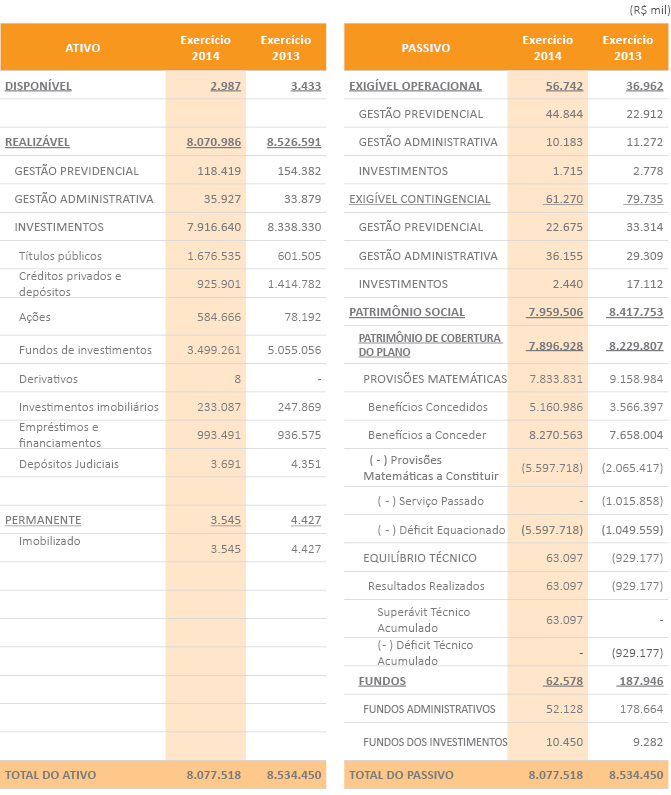 (R$ mil)
ATIVO Exercício 2014 Exercício 2013
DISPONÍVEL 2.987 3.433
REALIZÁVEL 8.070.986 8.526.591
GESTÃO PREVIDENCIAL 118.419 154.382
GESTÃO ADMINISTRATIVA 35.927 33.879
INVESTIMENTOS 7.916.640 8.338.330
Títulos públicos 1.676.535 601.505
Créditos privados e
depósitos 925.901 1.414.782
Ações 584.666 78.192
Fundos de investimentos 3.499.261 5.055.056
Derivativos 8 -
Investimentos imobiliários 233.087 247.869
Empréstimos e
financiamentos 993.491 936.575
Depósitos Judiciais 3.691 4.351
PERMANENTE 3.545 4.427
Imobilizado 3.545 4.427
TOTAL DO ATIVO 8.077.518 8.534.450
PASSIVO Exercício 2014 Exercício 2013
EXIGÍVEL OPERACIONAL 56.742 36.962
GESTÃO PREVIDENCIAL 44.844 22.912
GESTÃO ADMINISTRATIVA 10.183 11.272
INVESTIMENTOS 1.715 2.778
EXIGÍVEL CONTINGENCIAL 61.270 79.735
GESTÃO PREVIDENCIAL 22.675 33.314
GESTÃO ADMINISTRATIVA 36.155 29.309
INVESTIMENTOS 2.440 17.112
PATRIMÔNIO SOCIAL 7.959.506 8.417.753
PATRIMÔNIO DE COBERTURA
DO PLANO 7.896.928 8.229.807
PROVISÕES MATEMÁTICAS 7.833.831 9.158.984
Benefícios Concedidos 5.160.986 3.566.397
Benefícios a Conceder 8.270.563 7.658.004
( - ) Provisões
Matemáticas a Constituir (5.597.718) (2.065.417)
( - ) Serviço Passado - (1.015.858)
( - ) Déficit Equacionado (5.597.718) (1.049.559)
EQUILÍBRIO TÉCNICO 63.097 (929.177)
Resultados Realizados 63.097 (929.177)
Superávit Técnico
Acumulado 63.097 -
(- ) Déficit Técnico
Acumulado - (929.177)
FUNDOS 62.578 187.946
FUNDOS ADMINISTRATIVOS 52.128 178.664
FUNDOS DOS INVESTIMENTOS 10.450 9.282
TOTAL DO PASSIVO 8.077.518 8.534.450